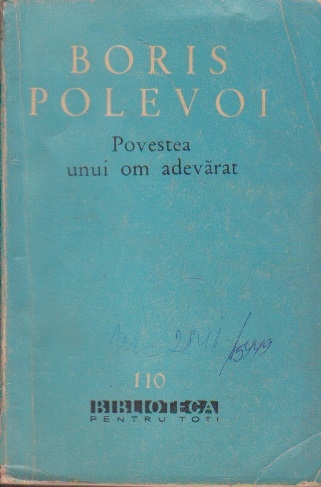 BORIS
POLEVOI
Povestea
unui om adevărat
110
BIBLIOTECA
PENTRU TOȚI